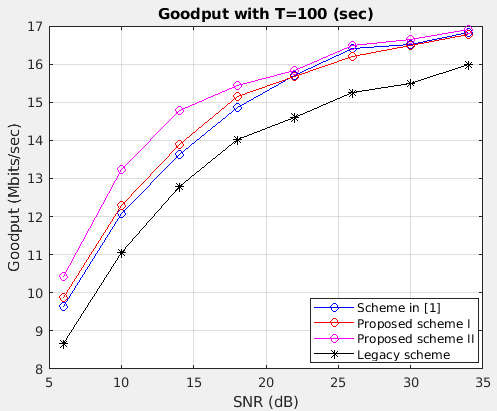 Goodput with T=100 (sec)
17
16
15
14
13
12
11
10
9
8
Goodput (Mbits/sec)
5 10 15 20 25 30 35
SNR (dB)
Scheme in [1]
Proposed scheme I
Proposed scheme II
Legacy scheme